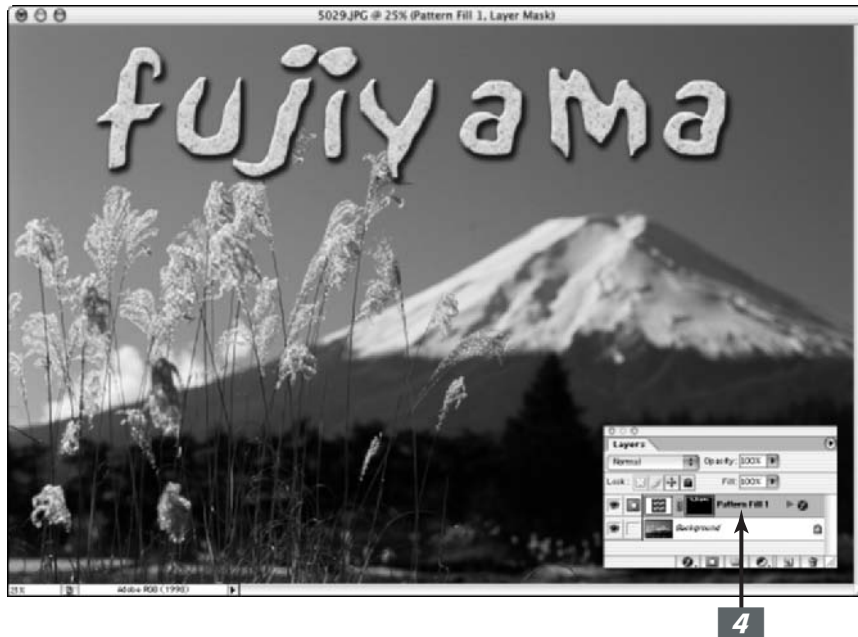 5029.JPG @ 25% (Pattern Fill 1, Layer Mask)
fujiyama
Layers
Normal Opacity: 100%
Lock: Fill: 100%
Pattern Fill 1
Background
25% Adobe RGB (1998)
4